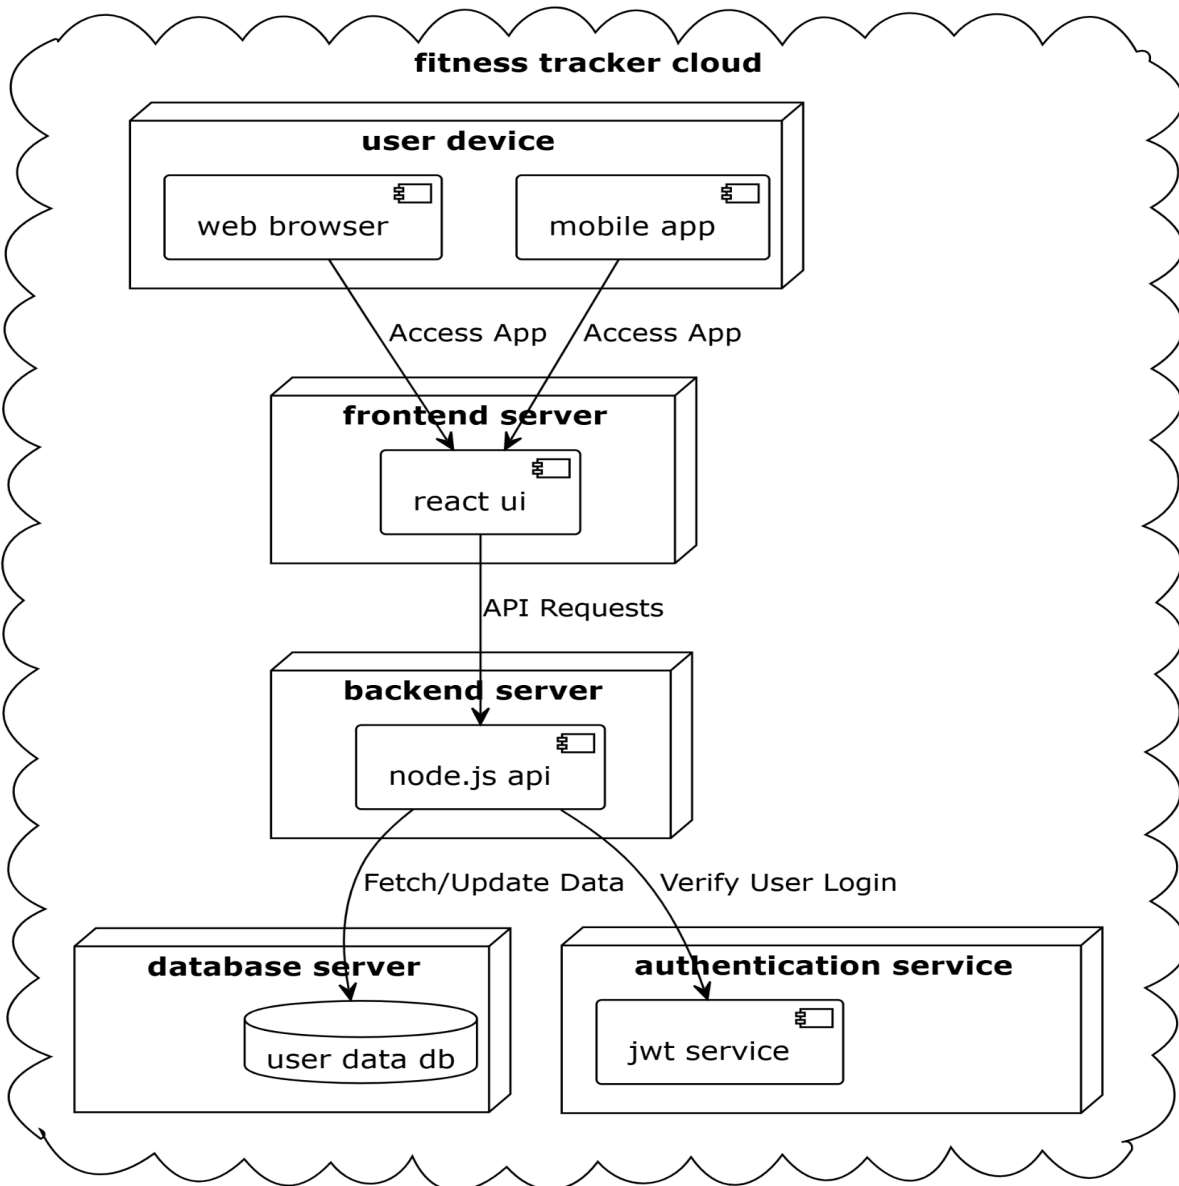 fitness tracker cloud
user device
web browser
mobile app
Access App
Access App
frontend server
react ui
API Requests
backend server
node.js api
Fetch/Update Data
Verify User Login
database server
authentication service
user data db
jwt service